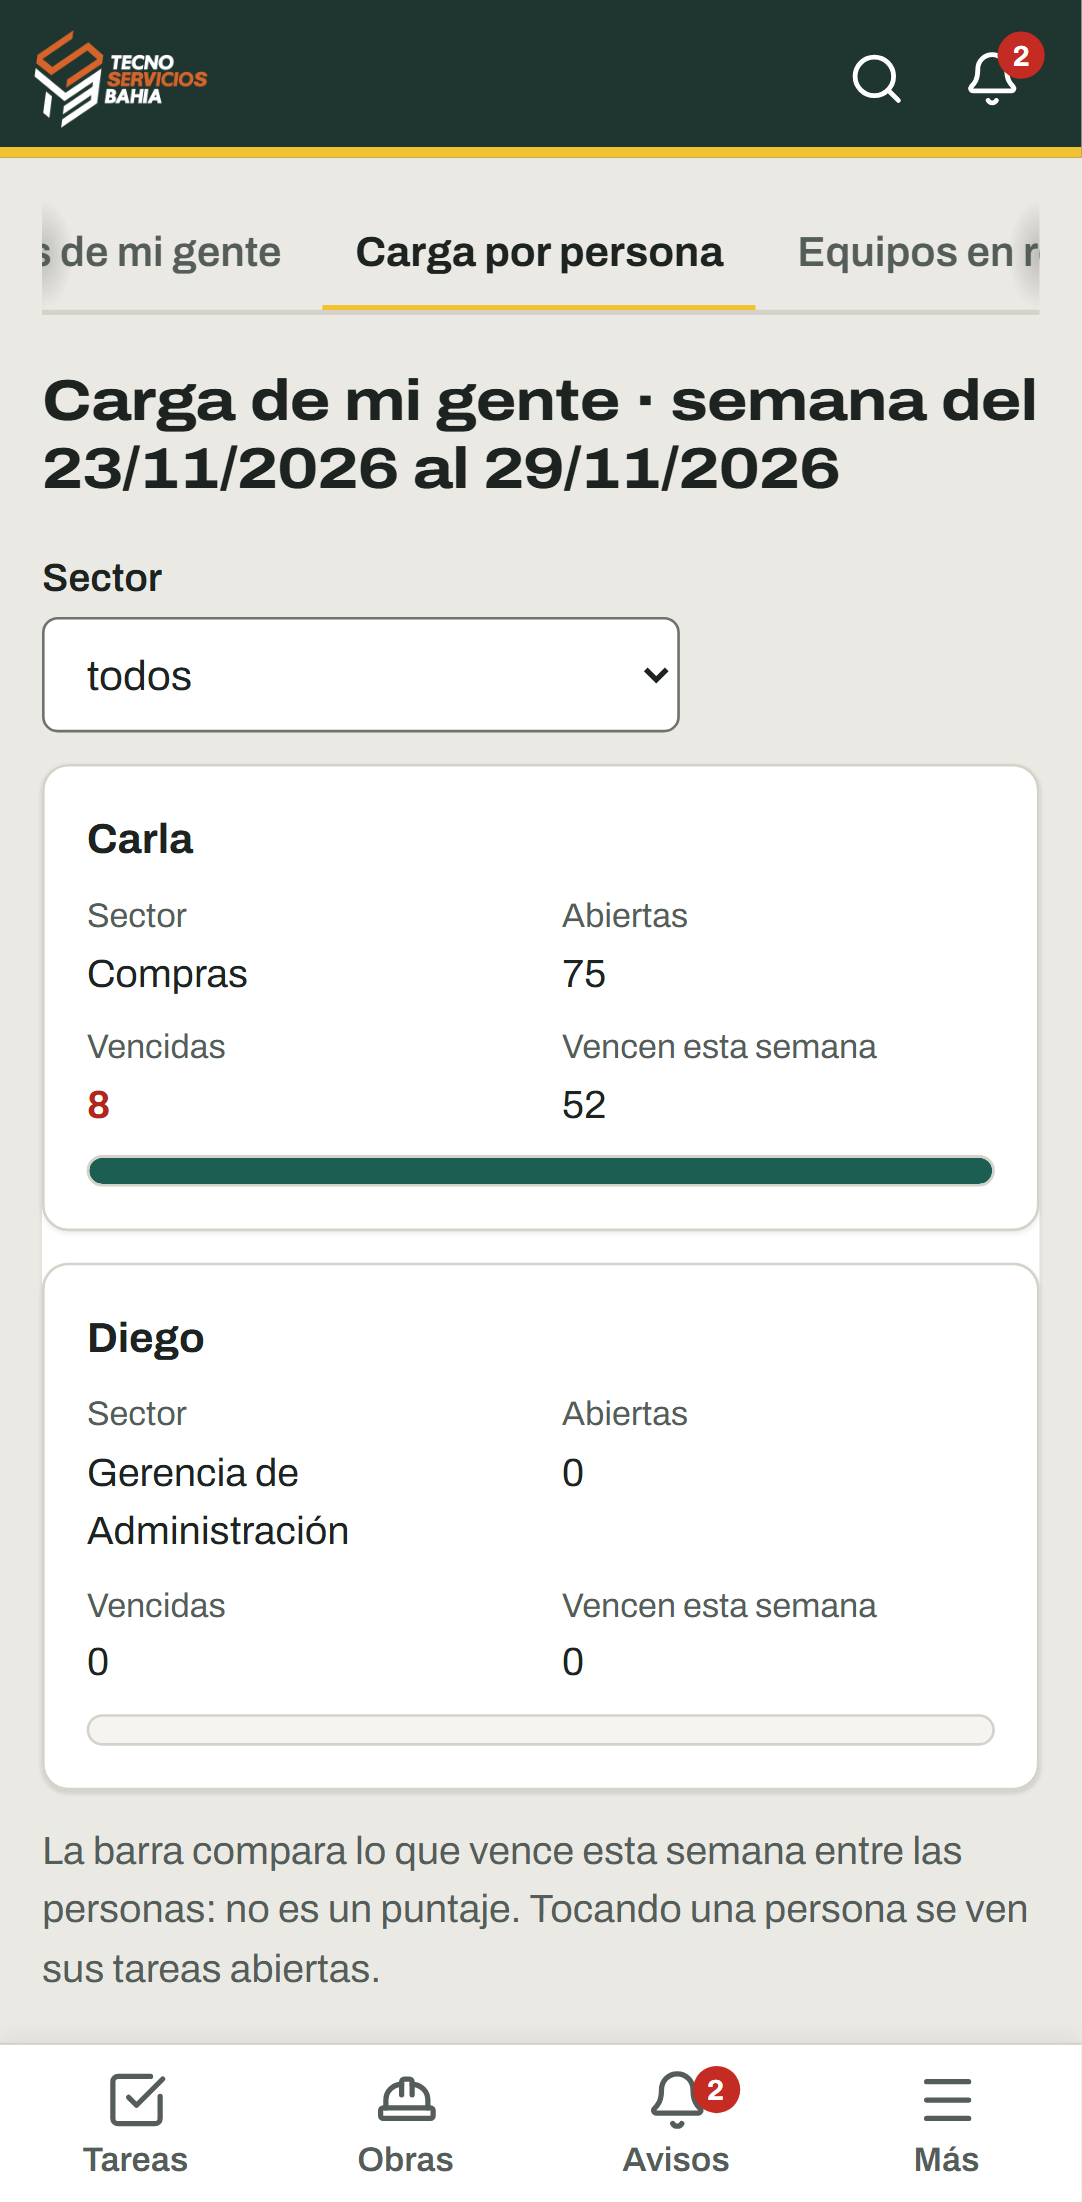 TECNO
SERVICIOS
BAHIA
2
s de mi gente
Carga por persona
Equipos en r
Carga de mi gente · semana del
23/11/2026 al 29/11/2026
Sector
todos
Carla
Sector
Abiertas
Compras
75
Vencidas
Vencen esta semana
8
52
Diego
Sector
Abiertas
Gerencia de
Administración
0
Vencidas
Vencen esta semana
0
0
La barra compara lo que vence esta semana entre las
personas: no es un puntaje. Tocando una persona se ven
sus tareas abiertas.
2
Tareas
Obras
Avisos
Más